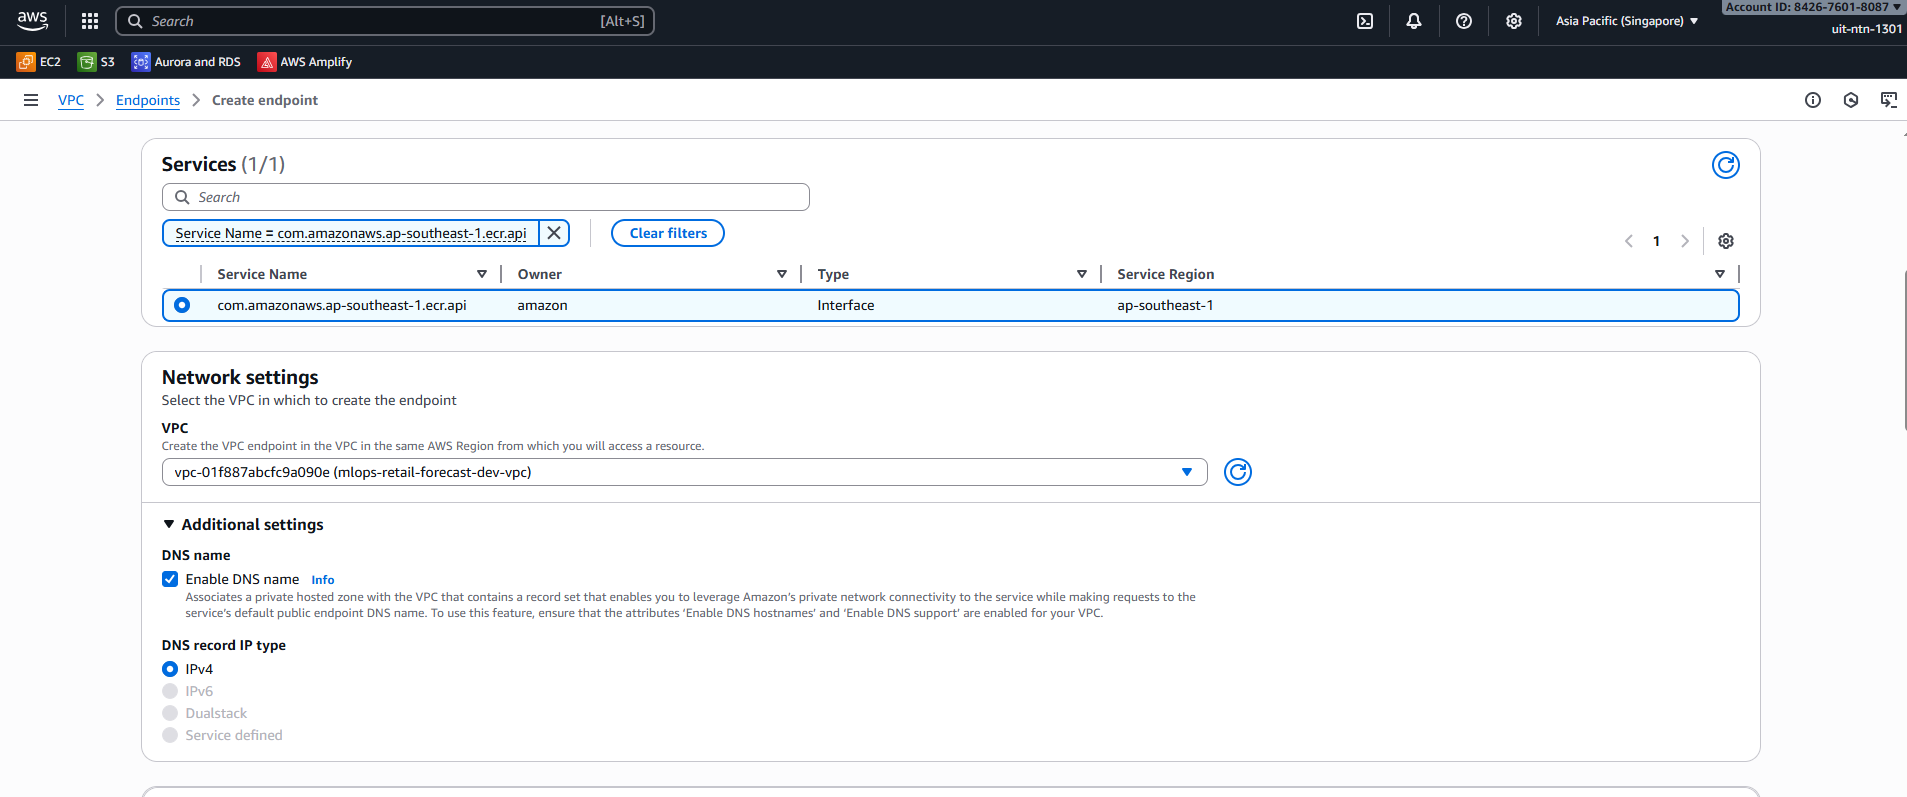 aws
Search
[Alt+S]
Asia Pacific (Singapore)
Account ID: 8426-7601-8087
uit-ntn-1301
EC2
S3
Aurora and RDS
AWS Amplify
VPC
Endpoints
Create endpoint
Services (1/1)
Search
Service Name = com.amazonaws.ap-southeast-1.ecr.api
Clear filters
1
Service Name
Owner
Type
Service Region
com.amazonaws.ap-southeast-1.ecr.api
amazon
Interface
ap-southeast-1
Network settings
Select the VPC in which to create the endpoint
VPC
Create the VPC endpoint in the VPC in the same AWS Region from which you will access a resource.
vpc-01f887abcfc9a090e (mlops-retail-forecast-dev-vpc)
Additional settings
DNS name
Enable DNS name Info
Associates a private hosted zone with the VPC that contains a record set that enables you to leverage Amazon's private network connectivity to the service while making requests to the
service's default public endpoint DNS name. To use this feature, ensure that the attributes 'Enable DNS hostnames' and 'Enable DNS support' are enabled for your VPC.
DNS record IP type
IPv4
IPv6
Dualstack
Service defined